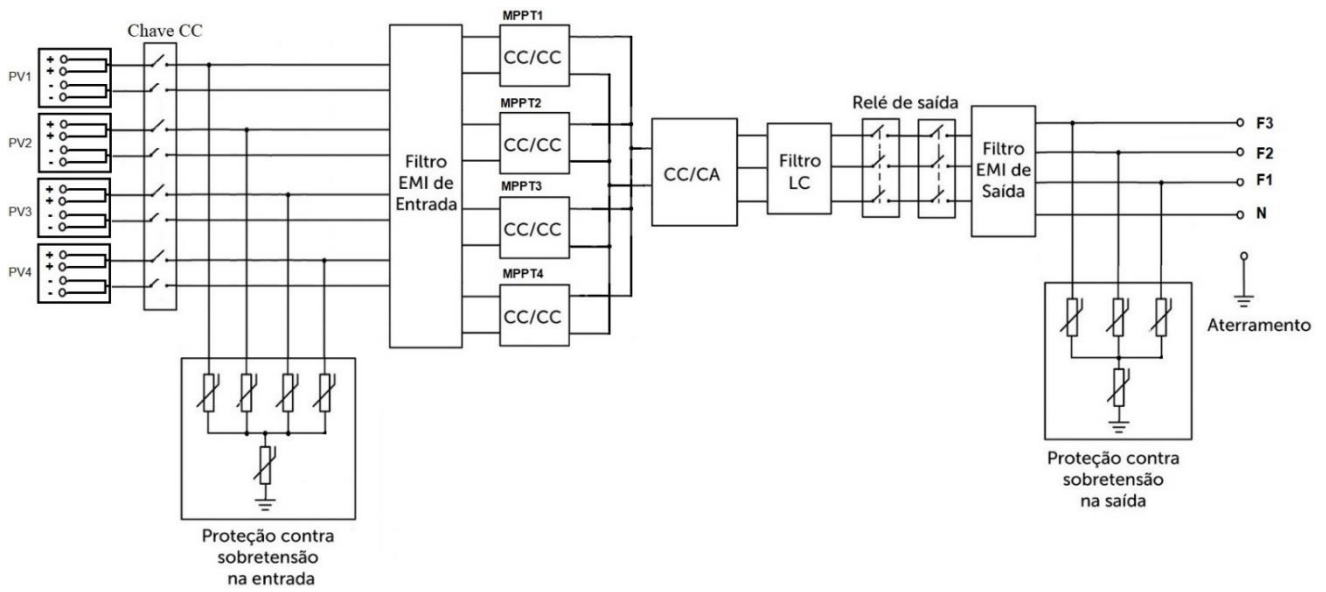 Chave CC
PV1
+
+
-
-
PV2
+
+
-
-
PV3
+
+
-
-
PV4
+
+
-
-
Proteção contra
sobretensão
na entrada
Filtro
EMI de
Entrada
MPPT1
CC/CC
MPPT2
CC/CC
MPPT3
CC/CC
MPPT4
CC/CC
CC/CA
Filtro
LC
Relé de saída
Filtro
EMI de
Saída
F3
F2
F1
N
Aterramento
Proteção contra
sobretensão
na saída